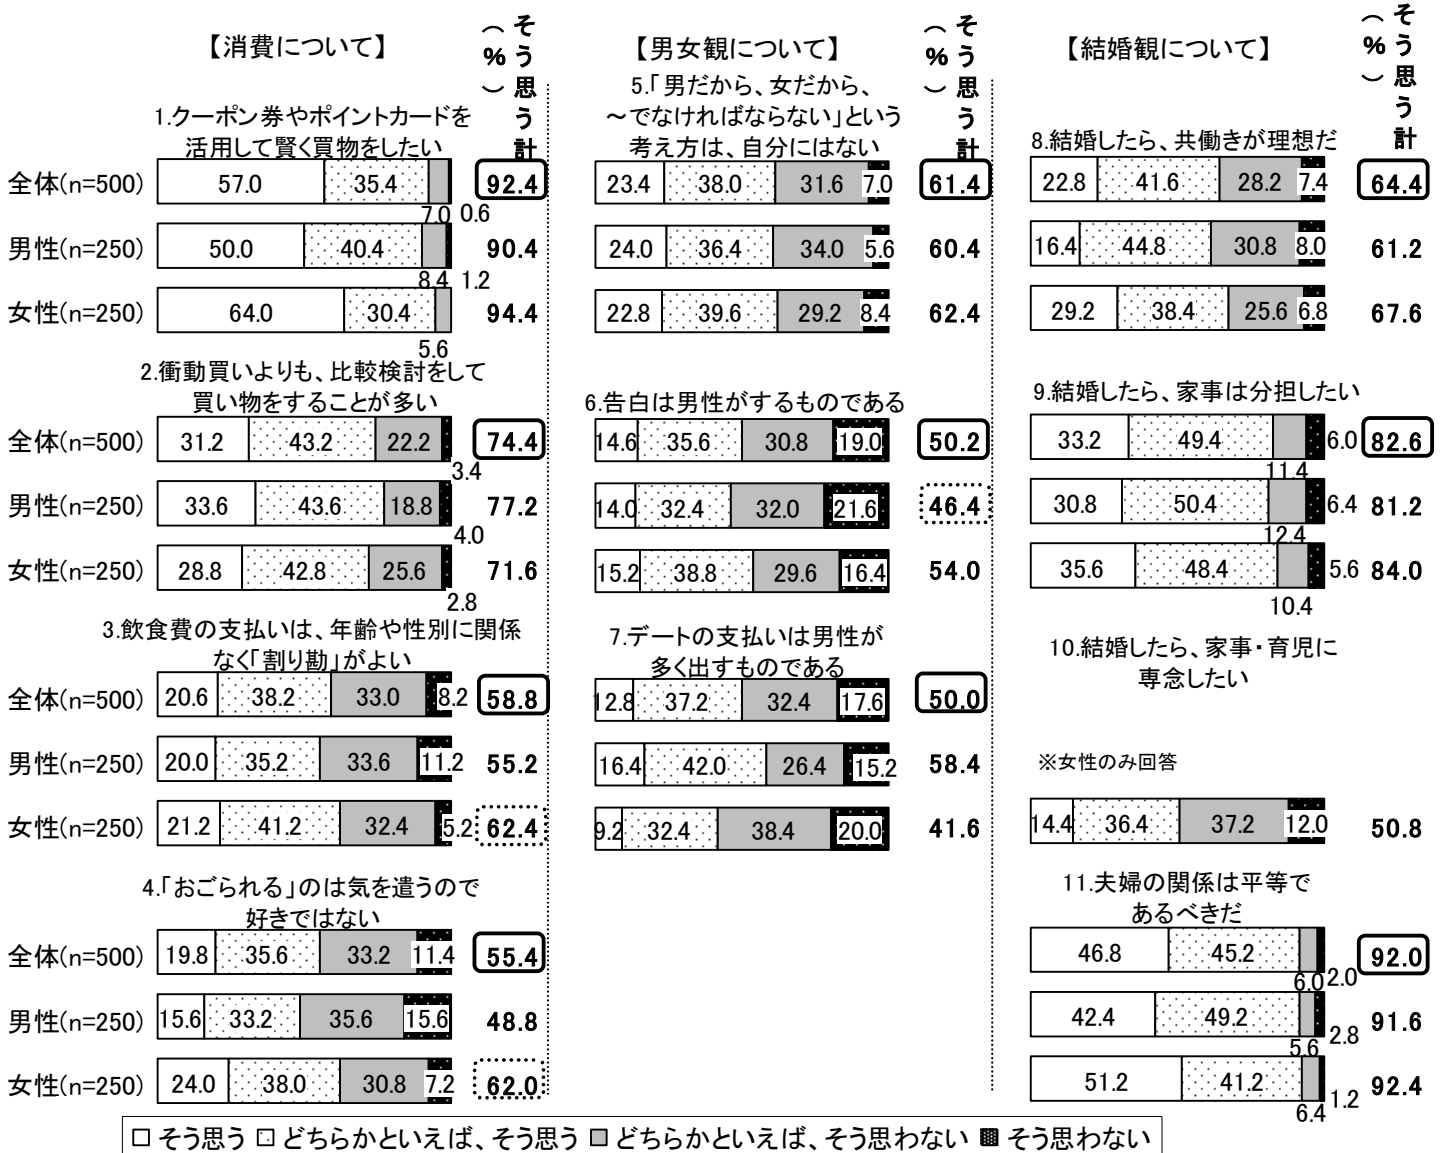 【消費について】
そう思う計
(%)
1.クーポン券やポイントカードを
活用して賢く買物をしたい
全体(n=500) 57.0 35.4 7.0 0.6 92.4
男性(n=250) 50.0 40.4 8.4 1.2 90.4
女性(n=250) 64.0 30.4 5.6 94.4
2.衝動買いよりも、比較検討をして
買い物をすることが多い
全体(n=500) 31.2 43.2 22.2 3.4 74.4
男性(n=250) 33.6 43.6 18.8 4.0 77.2
女性(n=250) 28.8 42.8 25.6 2.8 71.6
3.飲食費の支払いは、年齢や性別に関係
なく「割り勘」がよい
全体(n=500) 20.6 38.2 33.0 8.2 58.8
男性(n=250) 20.0 35.2 33.6 11.2 55.2
女性(n=250) 21.2 41.2 32.4 5.2 62.4
4.「おごられる」のは気を遣うので
好きではない
全体(n=500) 19.8 35.6 33.2 11.4 55.4
男性(n=250) 15.6 33.2 35.6 15.6 48.8
女性(n=250) 24.0 38.0 30.8 7.2 62.0
【男女観について】
そう思う計
(%)
5.「男だから、女だから、
～でなければならない」という
考え方は、自分にはない
23.4 38.0 31.6 7.0 61.4
24.0 36.4 34.0 5.6 60.4
22.8 39.6 29.2 8.4 62.4
6.告白は男性がするものである
14.6 35.6 30.8 19.0 50.2
14.0 32.4 32.0 21.6 46.4
15.2 38.8 29.6 16.4 54.0
7.デートの支払いは男性が
多く出すものである
12.8 37.2 32.4 17.6 50.0
16.4 42.0 26.4 15.2 58.4
9.2 32.4 38.4 20.0 41.6
【結婚観について】
そう思う計
(%)
8.結婚したら、共働きが理想だ
22.8 41.6 28.2 7.4 64.4
16.4 44.8 30.8 8.0 61.2
29.2 38.4 25.6 6.8 67.6
9.結婚したら、家事は分担したい
33.2 49.4 11.4 6.0 82.6
30.8 50.4 12.4 6.4 81.2
35.6 48.4 10.4 5.6 84.0
10.結婚したら、家事・育児に
専念したい
※女性のみ回答
14.4 36.4 37.2 12.0 50.8
11.夫婦の関係は平等で
あるべきだ
46.8 45.2 6.0 2.0 92.0
42.4 49.2 5.6 2.8 91.6
51.2 41.2 6.4 1.2 92.4
そう思う どちらかといえば、そう思う どちらかといえば、そう思わない そう思わない